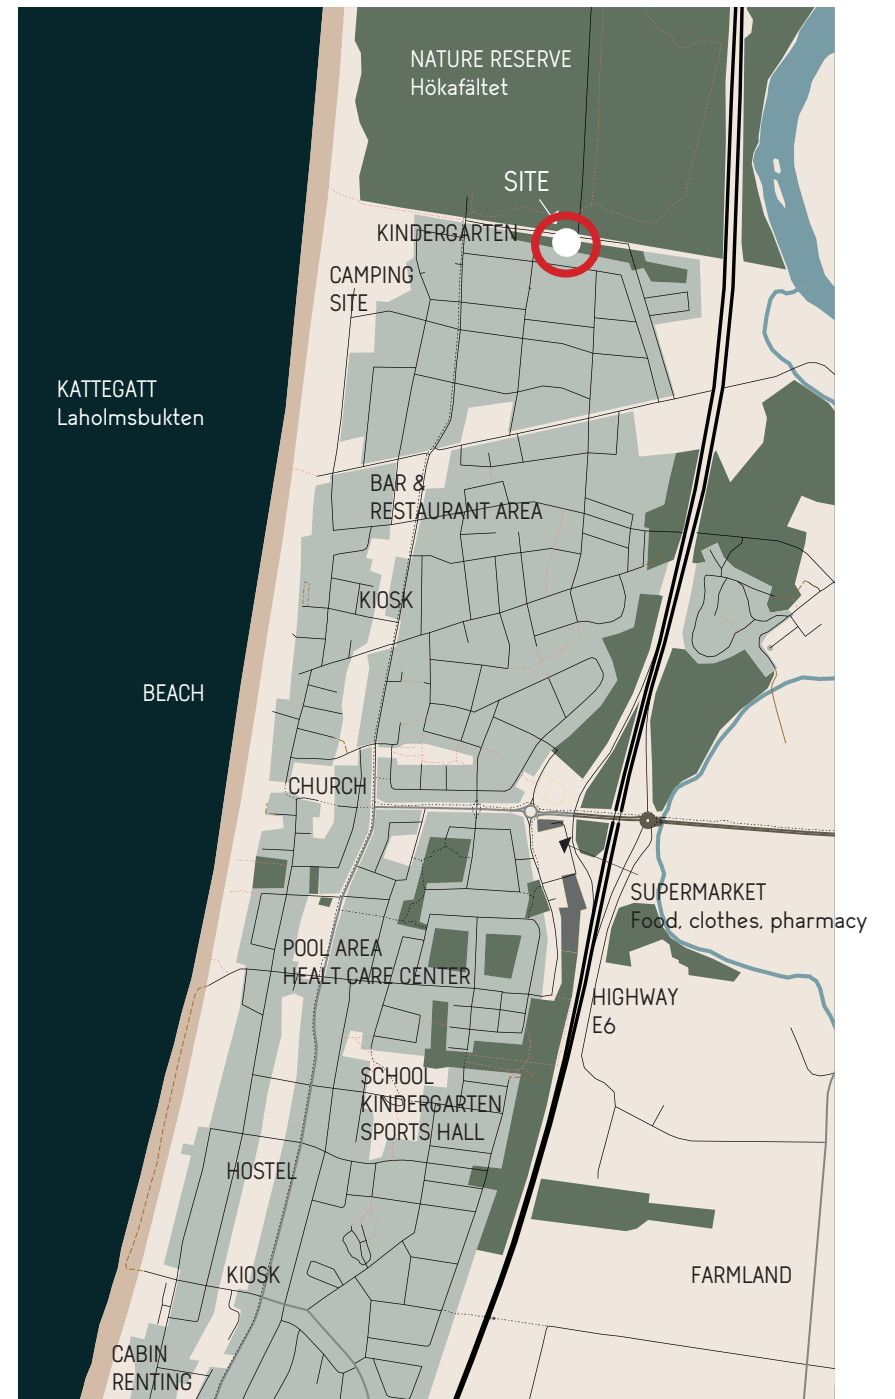 NATURE RESERVE
Hökafältet
SITE
KINDERGARTEN
CAMPING
SITE
KATTEGATT
Laholmsbukten
BAR &
RESTAURANT AREA
KIOSK
BEACH
CHURCH
SUPERMARKET
Food, clothes, pharmacy
POOL AREA
HEALT CARE CENTER
HIGHWAY
E6
SCHOOL
KINDERGARTEN
SPORTS HALL
HOSTEL
KIOSK
FARMLAND
CABIN
RENTING